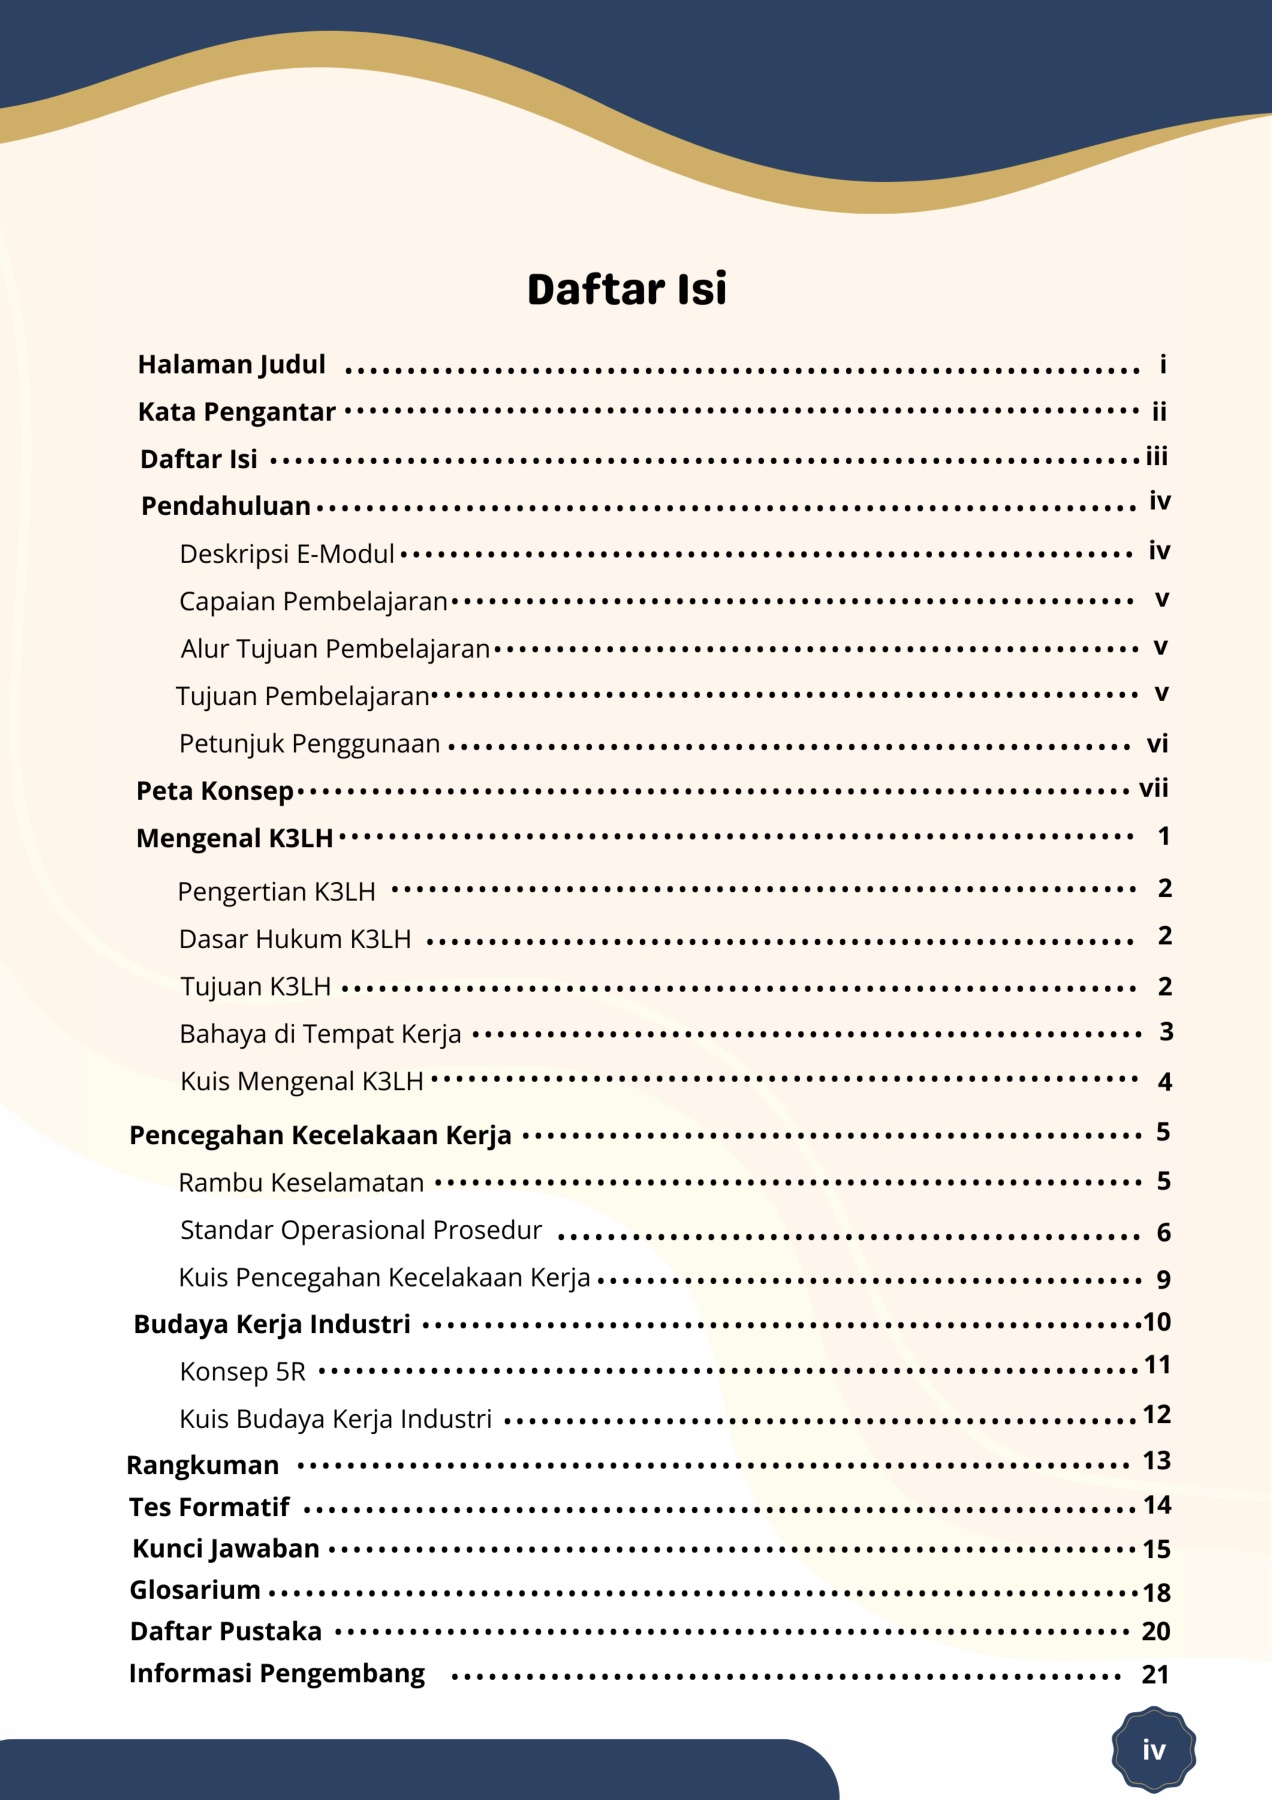 Daftar Isi
Halaman Judul ................................ i
Kata Pengantar ................................ ii
Daftar Isi ................................ iii
Pendahuluan ................................ iv
Deskripsi E-Modul ................................ iv
Capaian Pembelajaran ................................ v
Alur Tujuan Pembelajaran ................................ v
Tujuan Pembelajaran ................................ v
Petunjuk Penggunaan ................................ vi
Peta Konsep ................................ vii
Mengenal K3LH ................................ 1
Pengertian K3LH ................................ 2
Dasar Hukum K3LH ................................ 2
Tujuan K3LH ................................ 2
Bahaya di Tempat Kerja ................................ 3
Kuis Mengenal K3LH ................................ 4
Pencegahan Kecelakaan Kerja ................................ 5
Rambu Keselamatan ................................ 5
Standar Operasional Prosedur ................................ 6
Kuis Pencegahan Kecelakaan Kerja ................................ 9
Budaya Kerja Industri ................................ 10
Konsep 5R ................................ 11
Kuis Budaya Kerja Industri ................................ 12
Rangkuman ................................ 13
Tes Formatif ................................ 14
Kunci Jawaban ................................ 15
Glosarium ................................ 18
Daftar Pustaka ................................ 20
Informasi Pengembang ................................ 21
iv